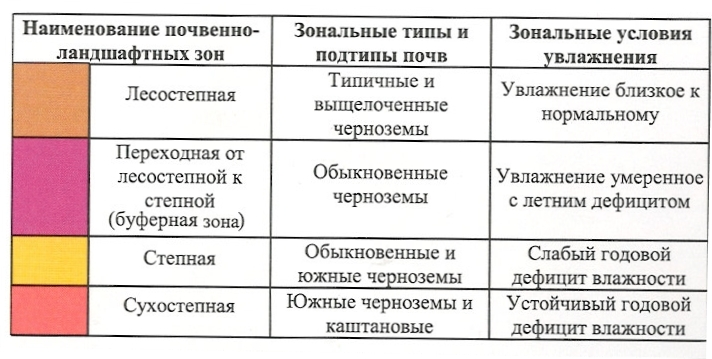 Наименование почвенно-
ландшафтных зон
Зональные типы и
подтипы почв
Зональные условия
увлажнения
Лесостепная
Типичные и
выщелоченные
черноземы
Увлажнение близкое к
нормальному
Переходная от
лесостепной к
степной
(буферная зона)
Обыкновенные
черноземы
Увлажнение умеренное
с летним дефицитом
Степная
Обыкновенные и
южные черноземы
Слабый годовой
дефицит влажности
Сухостепная
Южные черноземы и
каштановые
Устойчивый годовой
дефицит влажности